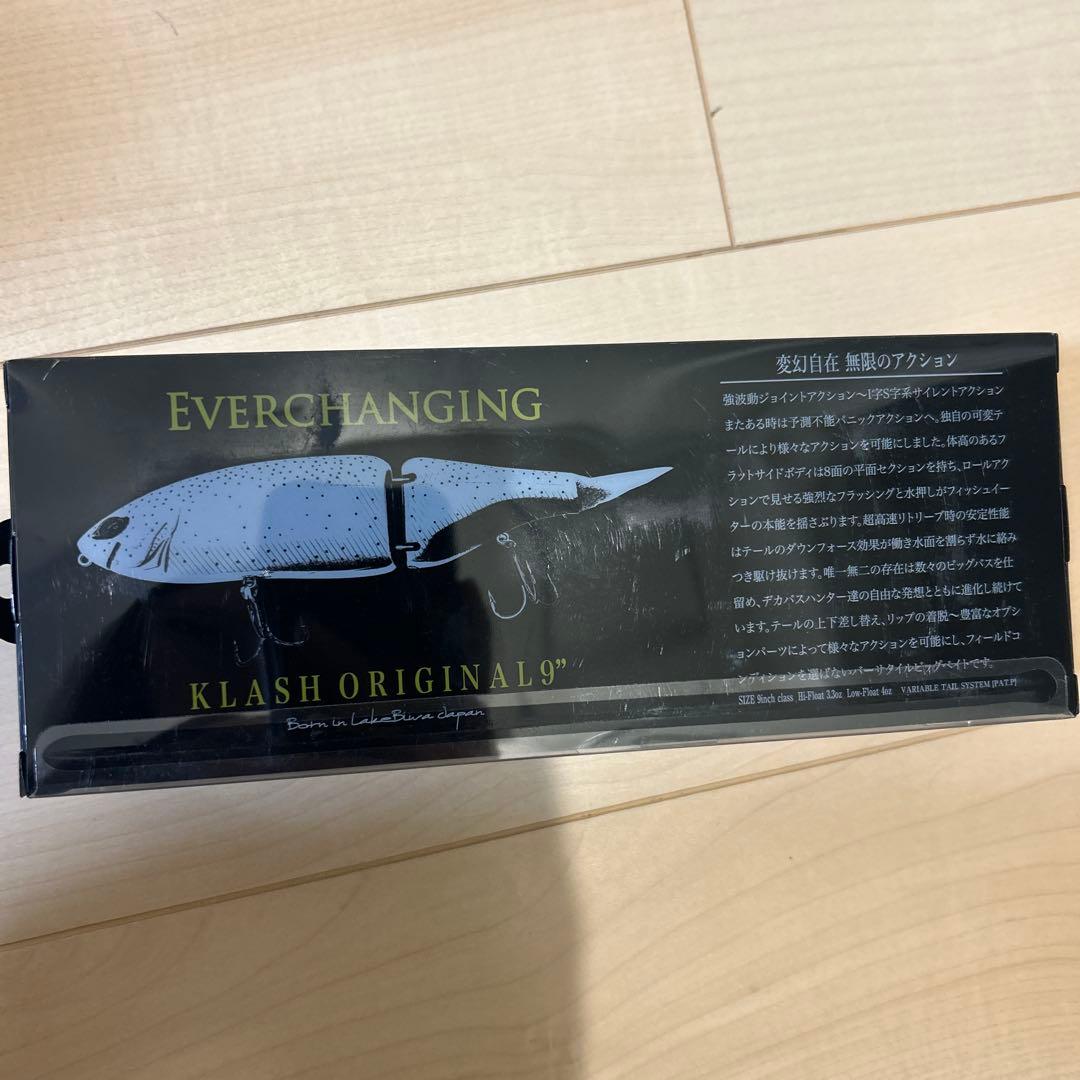 EVERCHANGING
KLASH ORIGINAL9”
Born in LakeBiwa Japan
変幻自在 無限のアクション
強波動ジョイントアクション〜I字S字系サイレントアクション
またある時は予測不能パニックアクションへ。独自の可変テ
ールにより様々なアクションを可能にしました。体高のあるフ
ラットサイドボディは8面の平面セクションを持ち、ロールアク
ションで見せる強烈なフラッシングと水押しがフィッシュイー
ターの本能を揺さぶります。超高速リトリーブ時の安定性能
はテールのダウンフォース効果が働き水面を割らず水に絡み
つき駆け抜けます。唯一無二の存在は数々のビッグバスを仕
留め、デカバスハンター達の自由な発想とともに進化し続けて
います。テールの上下差し替え、リップの着脱〜豊富なオプシ
ョンパーツによって様々なアクションを可能にし、フィールドコ
ンディションを選ばないバーサタイルビッグベイトです。
SIZE 9inch class Hi-Float 3.3oz Low-Float 4oz VARIABLE TAIL SYSTEM [PAT.P]